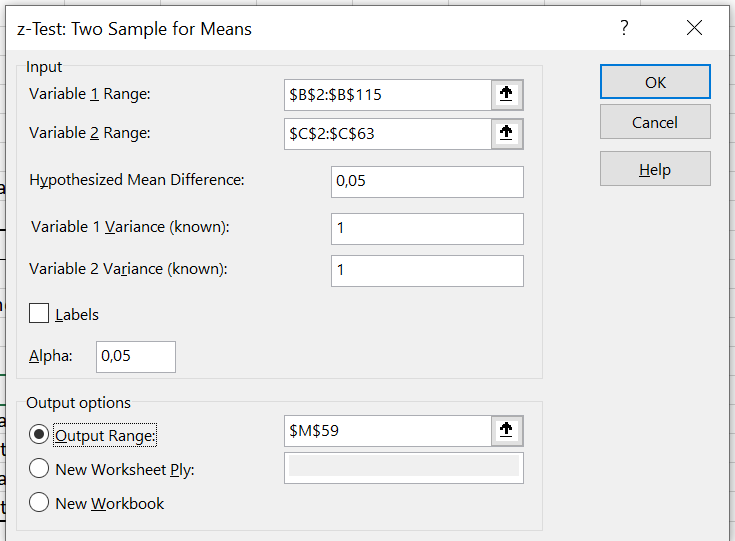 z-Test: Two Sample for Means ?
Input
Variable 1 Range: $B$2:$B$115
OK
Variable 2 Range: $C$2:$C$63
Cancel
Hypothesized Mean Difference: 0,05
Help
Variable 1 Variance (known): 1
Variable 2 Variance (known): 1
Labels
Alpha: 0,05
Output options
Output Range: $M$59
New Worksheet Ply:
New Workbook